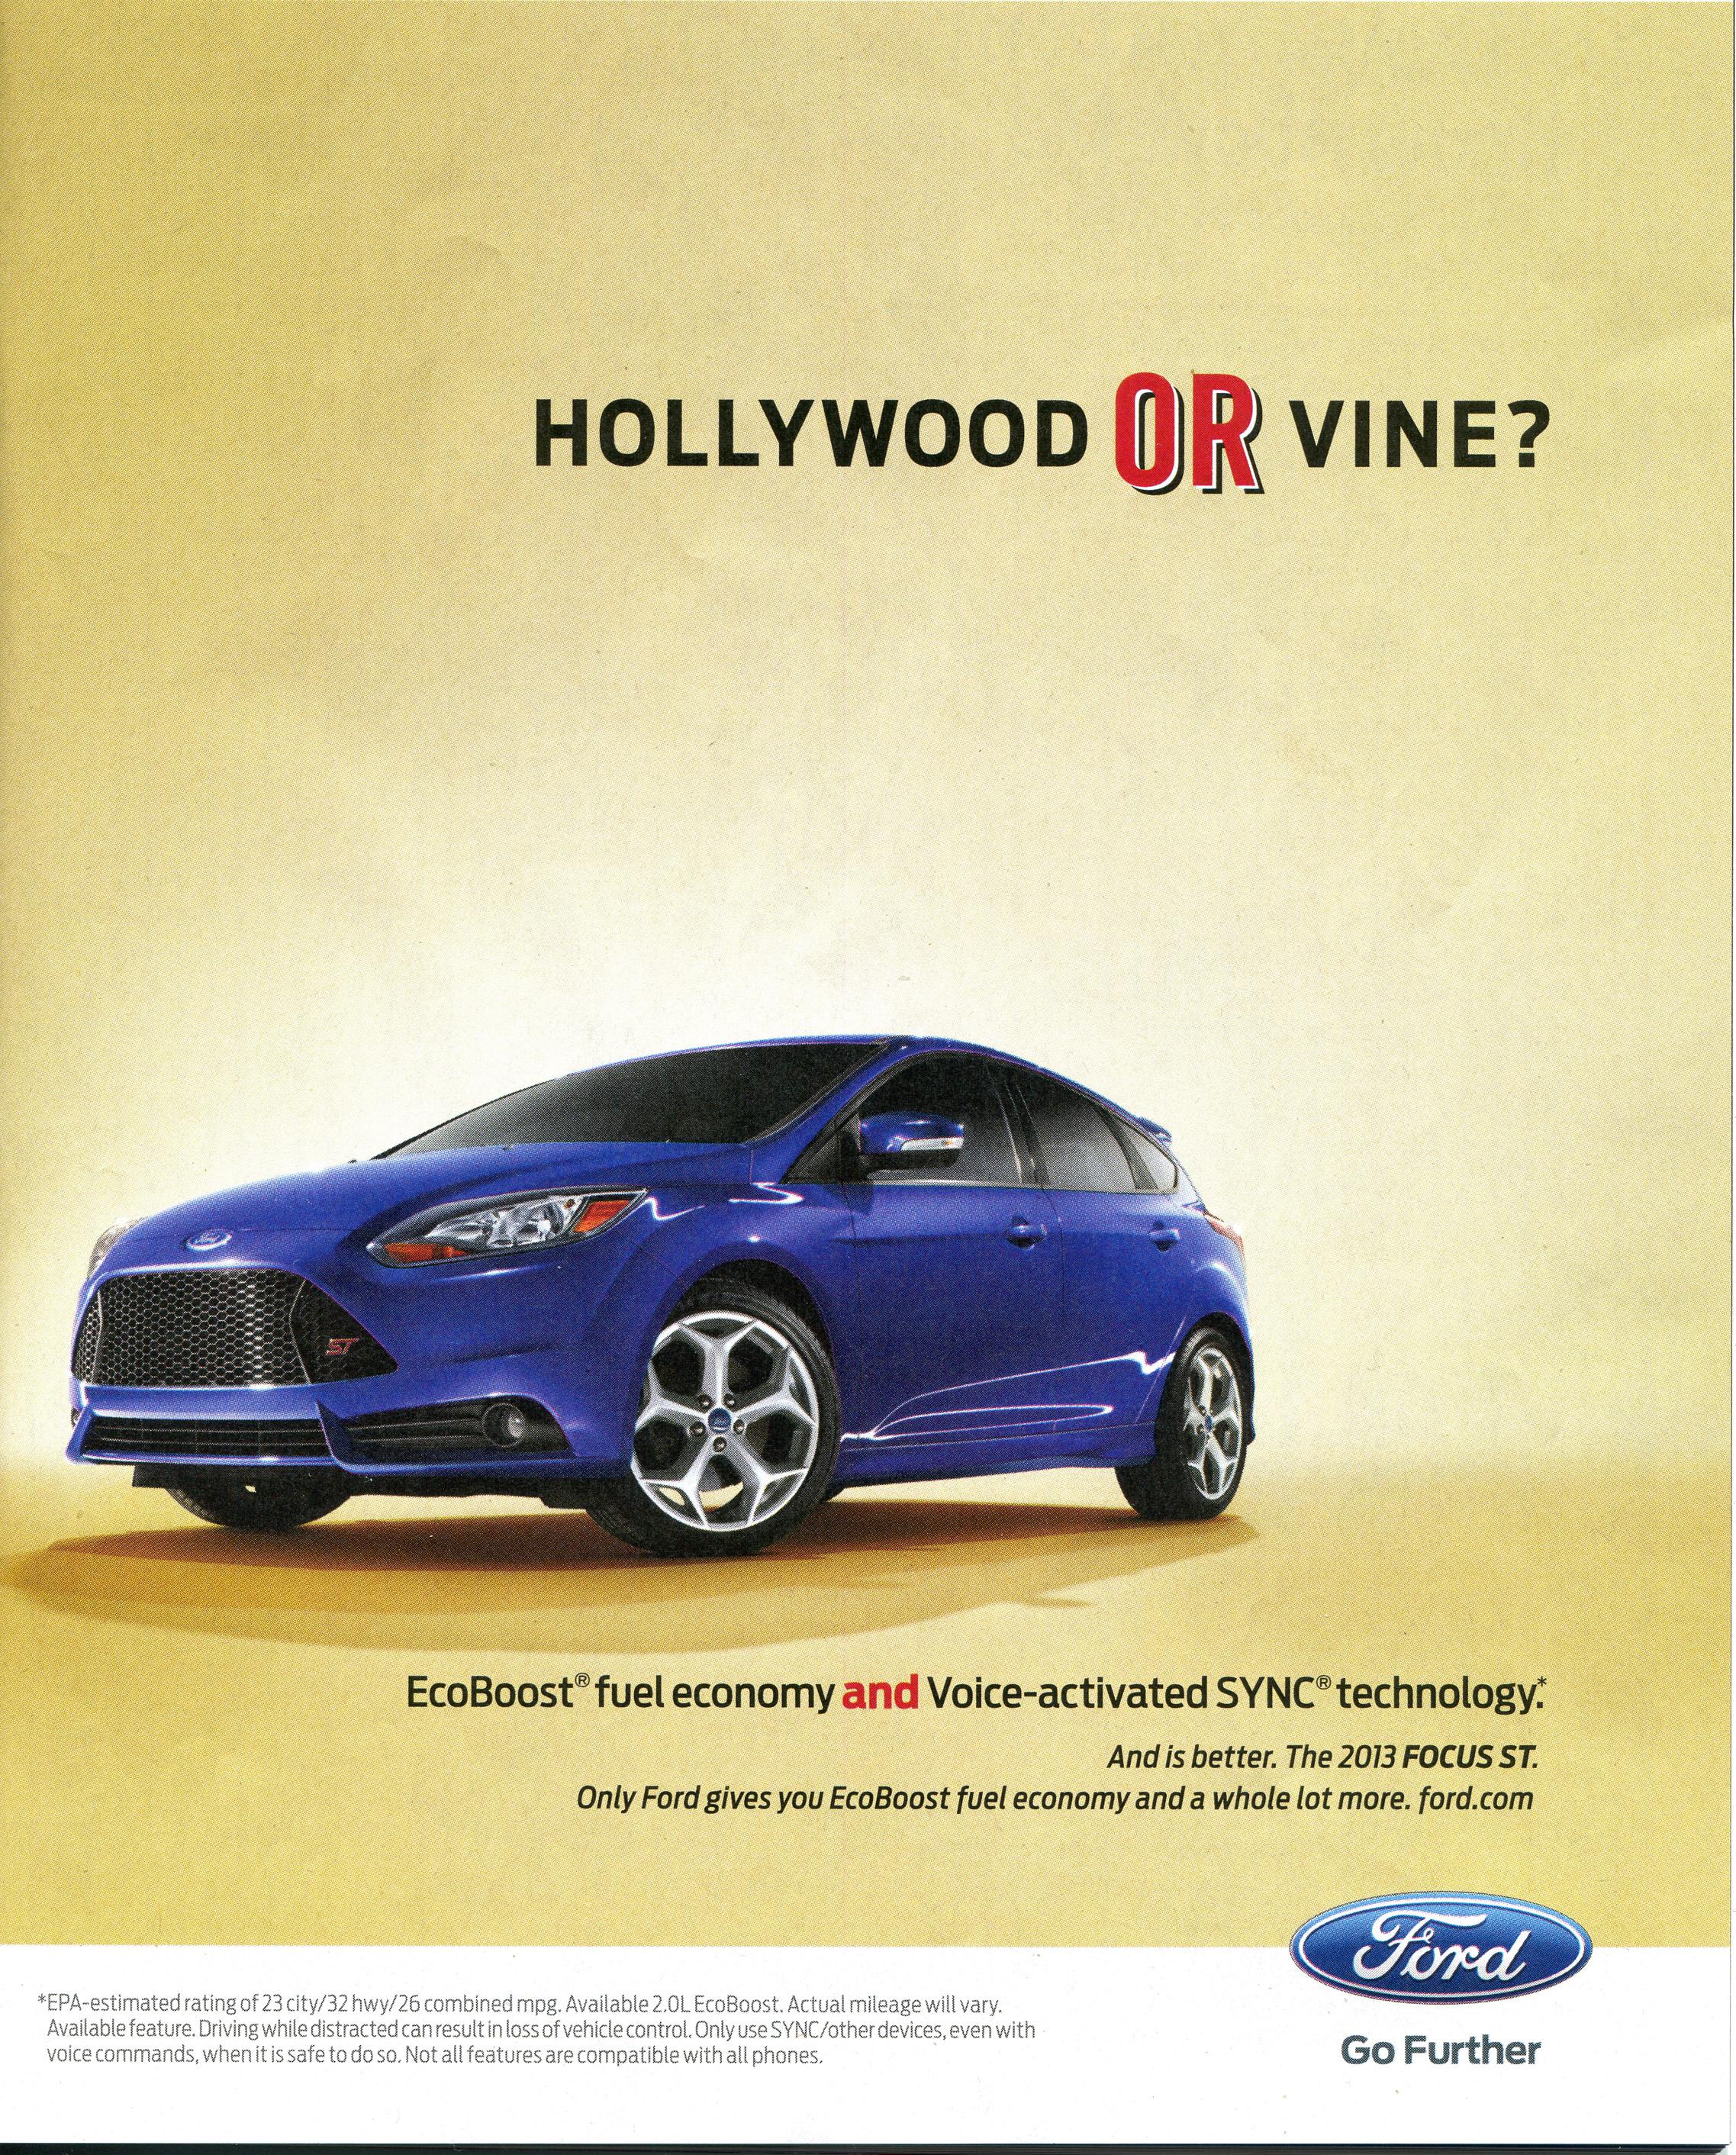 HOLLYWOOD OR VINE?
Ford
ST
EcoBoost® fuel economy and Voice-activated SYNC® technology.*
And is better. The 2013 FOCUS ST.
Only Ford gives you EcoBoost fuel economy and a whole lot more. ford.com
Ford
*EPA-estimated rating of 23 city/32 hwy/26 combined mpg. Available 2.0L EcoBoost. Actual mileage will vary.
Available feature. Driving while distracted can result in loss of vehicle control. Only use SYNC/other devices, even with
voice commands, when it is safe to do so. Not all features are compatible with all phones.
Go Further